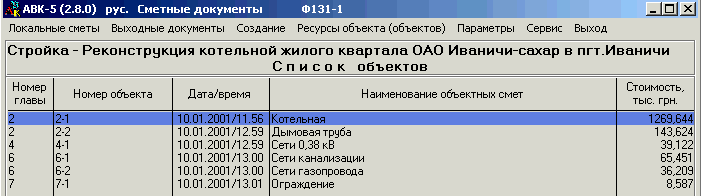 АВК-5 (2.8.0) рус. Сметные документы Ф131-1
Локальные сметы Выходные документы Создание Ресурсы объекта (объектов) Параметры Сервис Выход
Стройка - Реконструкция котельной жилого квартала ОАО Иваничи-сахар в пгт.Иваничи
Список объектов
Номер главы Номер объекта Дата/время Наименование объектных смет Стоимость, тыс. грн.
2 2-1 10.01.2001/11.56 Котельная 1269,644
2 2-2 10.01.2001/12.59 Дымовая труба 143,624
4 4-1 10.01.2001/12.59 Сети 0,38 кВ 39,122
6 6-1 10.01.2001/13.00 Сети канализации 65,451
6 6-2 10.01.2001/13.00 Сети газопровода 36,209
7 7-1 10.01.2001/13.01 Ограждение 8,587